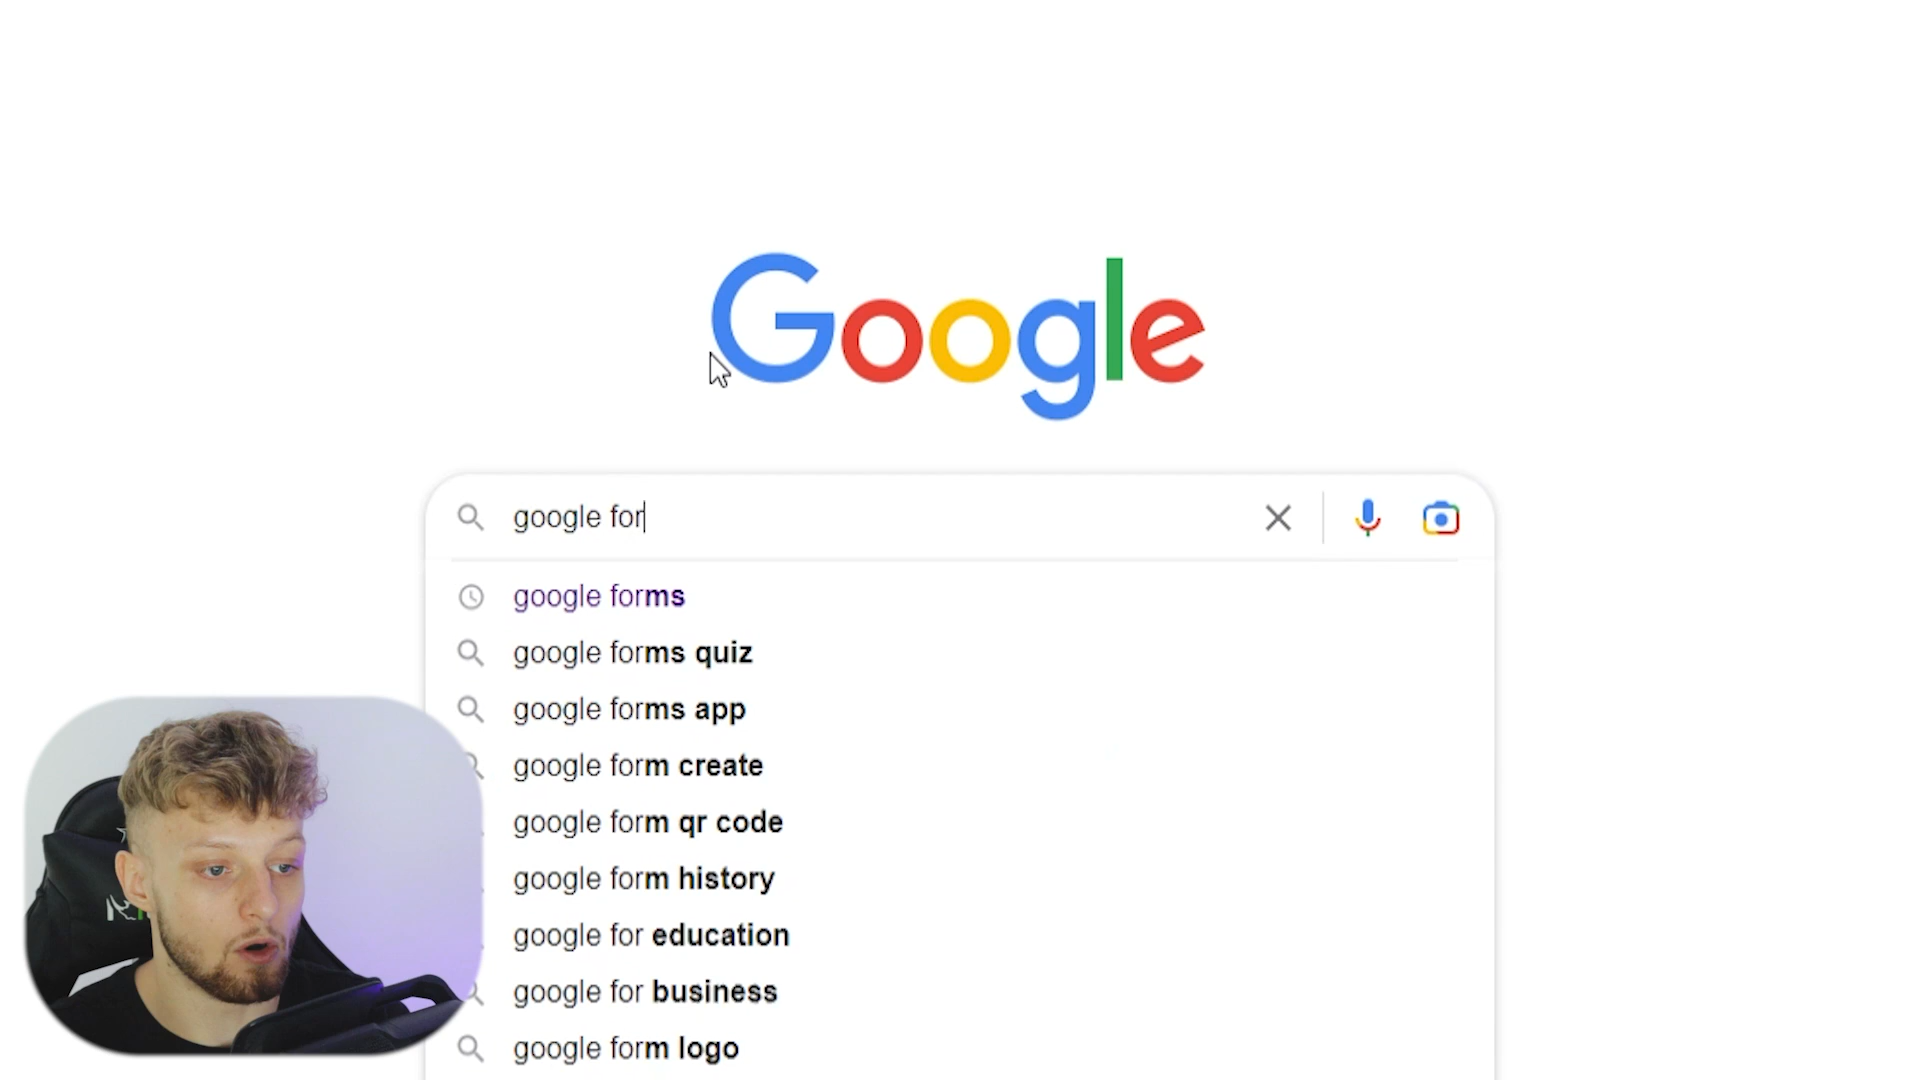 Google
google for
google forms
google forms quiz
google forms app
google form create
google form qr code
google form history
google for education
google for business
google form logo